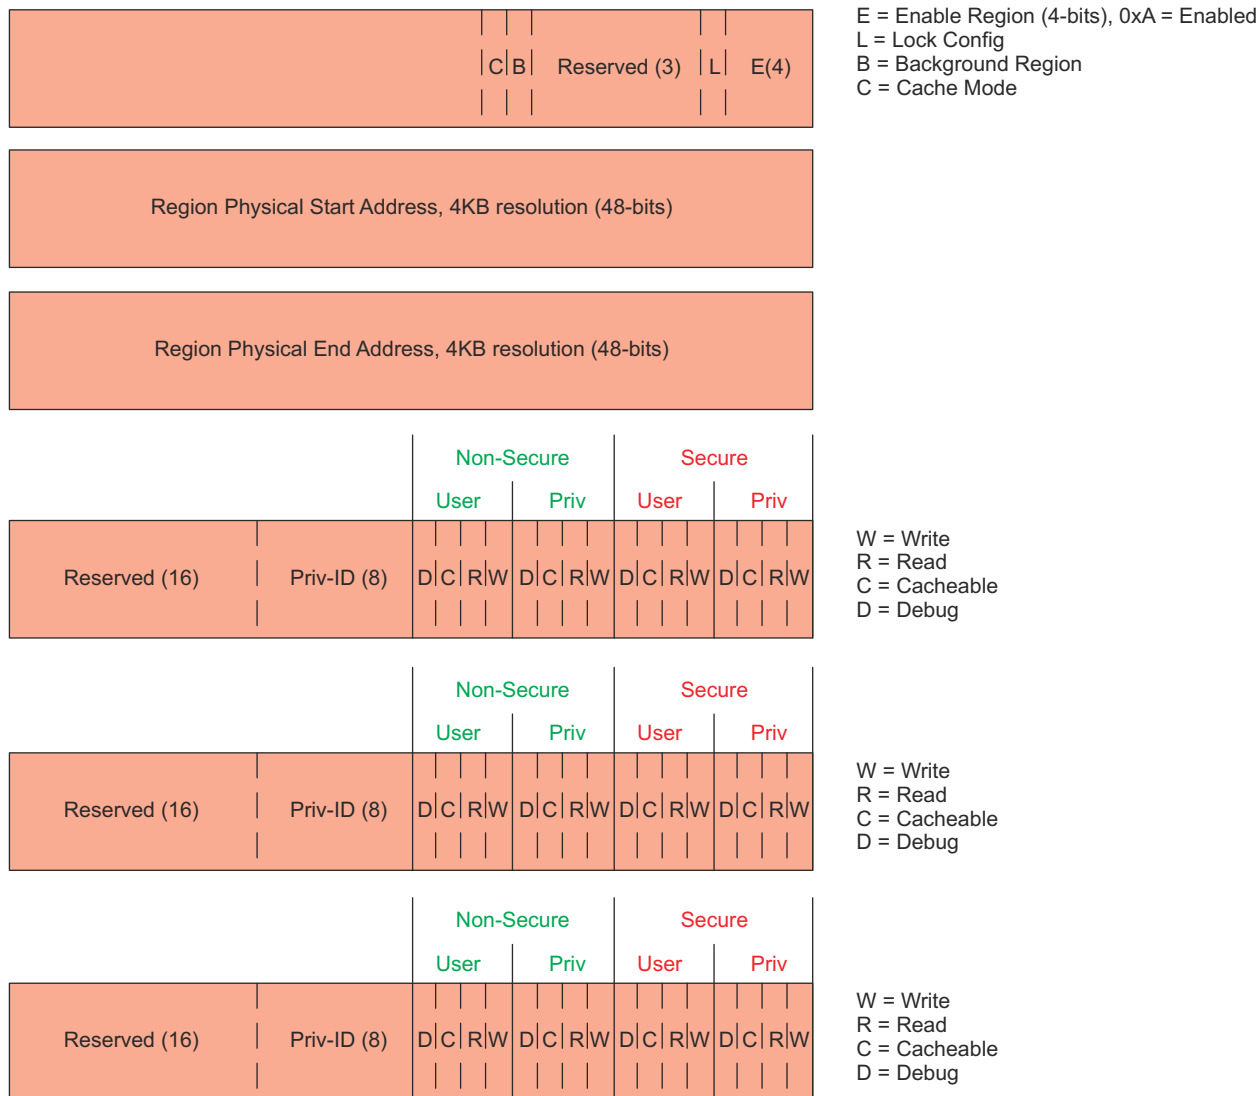 C B Reserved (3) L E(4)
E = Enable Region (4-bits), 0xA = Enabled
L = Lock Config
B = Background Region
C = Cache Mode
Region Physical Start Address, 4KB resolution (48-bits)
Region Physical End Address, 4KB resolution (48-bits)
Non-Secure Secure
User Priv User Priv
Reserved (16) Priv-ID (8) D C R W D C R W D C R W D C R W
W = Write
R = Read
C = Cacheable
D = Debug
Non-Secure Secure
User Priv User Priv
Reserved (16) Priv-ID (8) D C R W D C R W D C R W D C R W
W = Write
R = Read
C = Cacheable
D = Debug
Non-Secure Secure
User Priv User Priv
Reserved (16) Priv-ID (8) D C R W D C R W D C R W D C R W
W = Write
R = Read
C = Cacheable
D = Debug